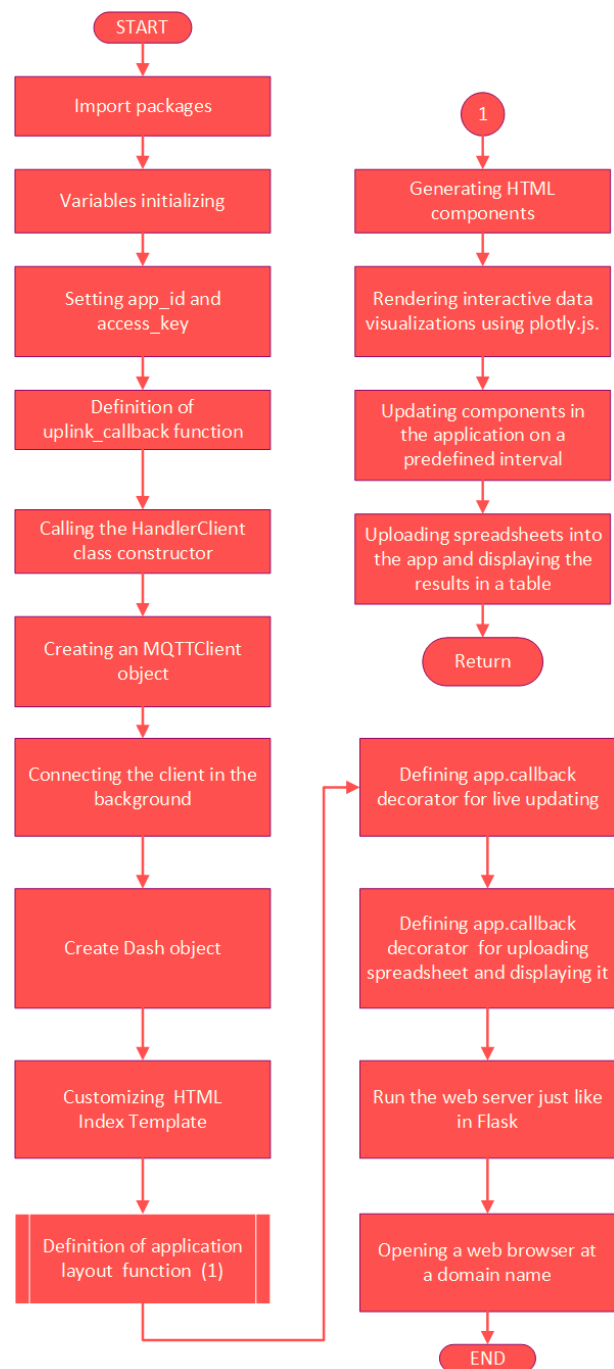 START
Import packages
Variables initializing
Setting app_id and
access_key
Definition of
uplink_callback function
Calling the HandlerClient
class constructor
Creating an MQTTClient
object
Connecting the client in the
background
Create Dash object
Customizing HTML
Index Template
Definition of application
layout function (1)
1
Generating HTML
components
Rendering interactive data
visualizations using plotly.js.
Updating components in
the application on a
predefined interval
Uploading spreadsheets into
the app and displaying the
results in a table
Return
Defining app.callback
decorator for live updating
Defining app.callback
decorator for uploading
spreadsheet and displaying it
Run the web server just like
in Flask
Opening a web browser at
a domain name
END